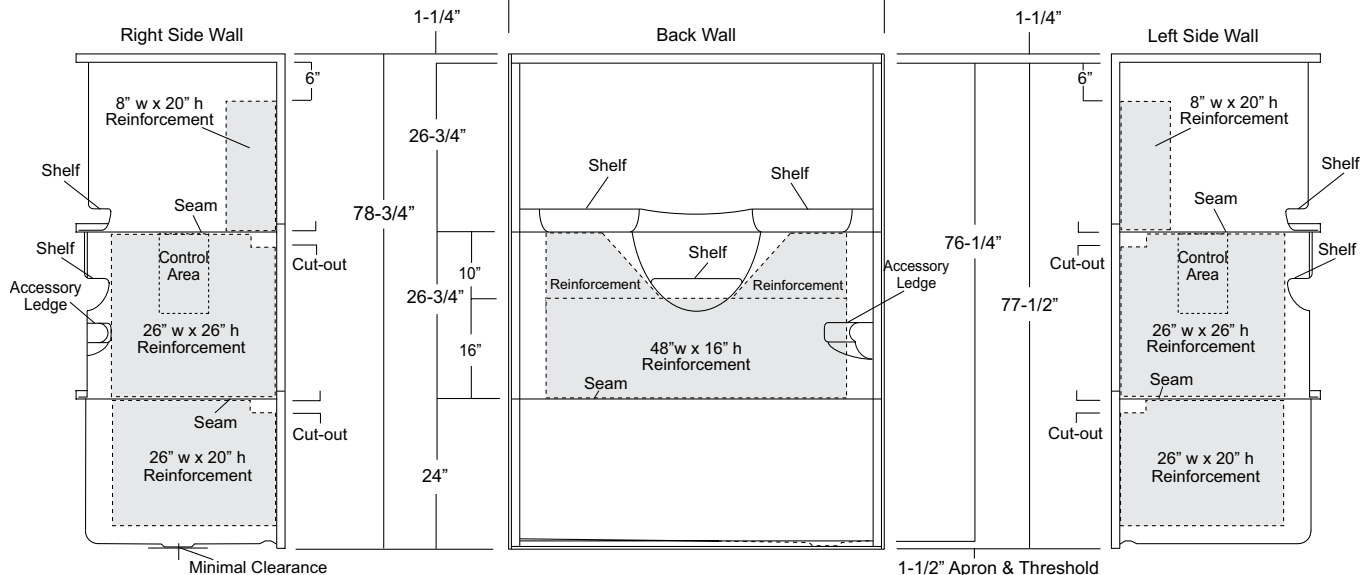 1-1/4”
1-1/4”
Right Side Wall
Back Wall
Left Side Wall
6”
6”
8” w x 20” h
Reinforcement
8” w x 20” h
Reinforcement
26-3/4”
Shelf
Shelf
Shelf
Shelf
Seam
Seam
78-3/4”
76-1/4”
Shelf
Control
Area
Cut-out
10”
Shelf
Accessory
Ledge
Cut-out
Control
Area
Shelf
Accessory
Ledge
26-3/4”
Reinforcement
Reinforcement
77-1/2”
26” w x 26” h
Reinforcement
16”
48”w x 16” h
Reinforcement
26” w x 26” h
Reinforcement
Seam
Seam
Seam
Cut-out
Cut-out
26” w x 20” h
Reinforcement
24”
26” w x 20” h
Reinforcement
Minimal Clearance
1-1/2” Apron & Threshold